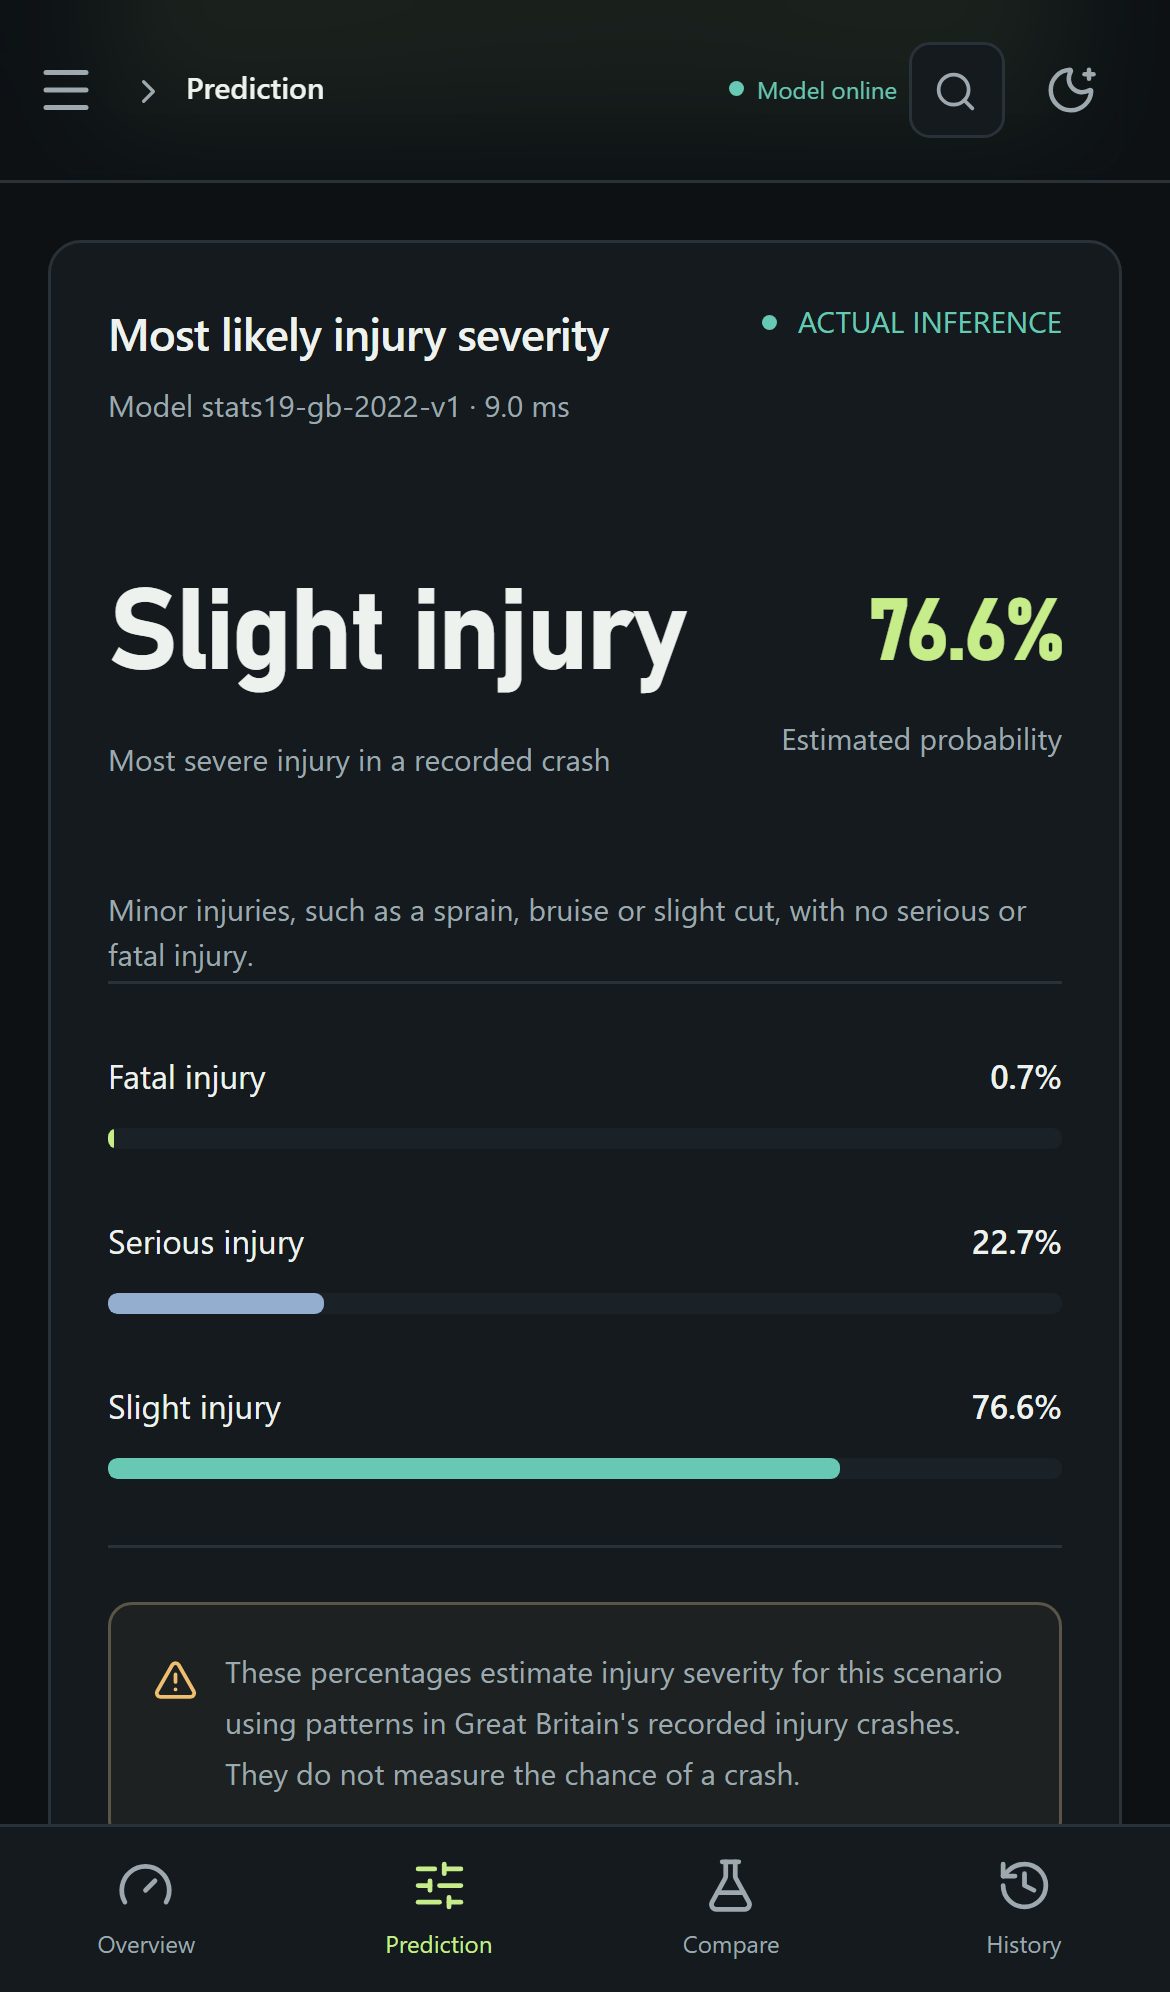 Prediction
Model online
Most likely injury severity
ACTUAL INFERENCE
Model stats19-gb-2022-v1 · 9.0 ms
Slight injury
76.6%
Most severe injury in a recorded crash
Estimated probability
Minor injuries, such as a sprain, bruise or slight cut, with no serious or
fatal injury.
Fatal injury
0.7%
Serious injury
22.7%
Slight injury
76.6%
These percentages estimate injury severity for this scenario
using patterns in Great Britain's recorded injury crashes.
They do not measure the chance of a crash.
Overview
Prediction
Compare
History